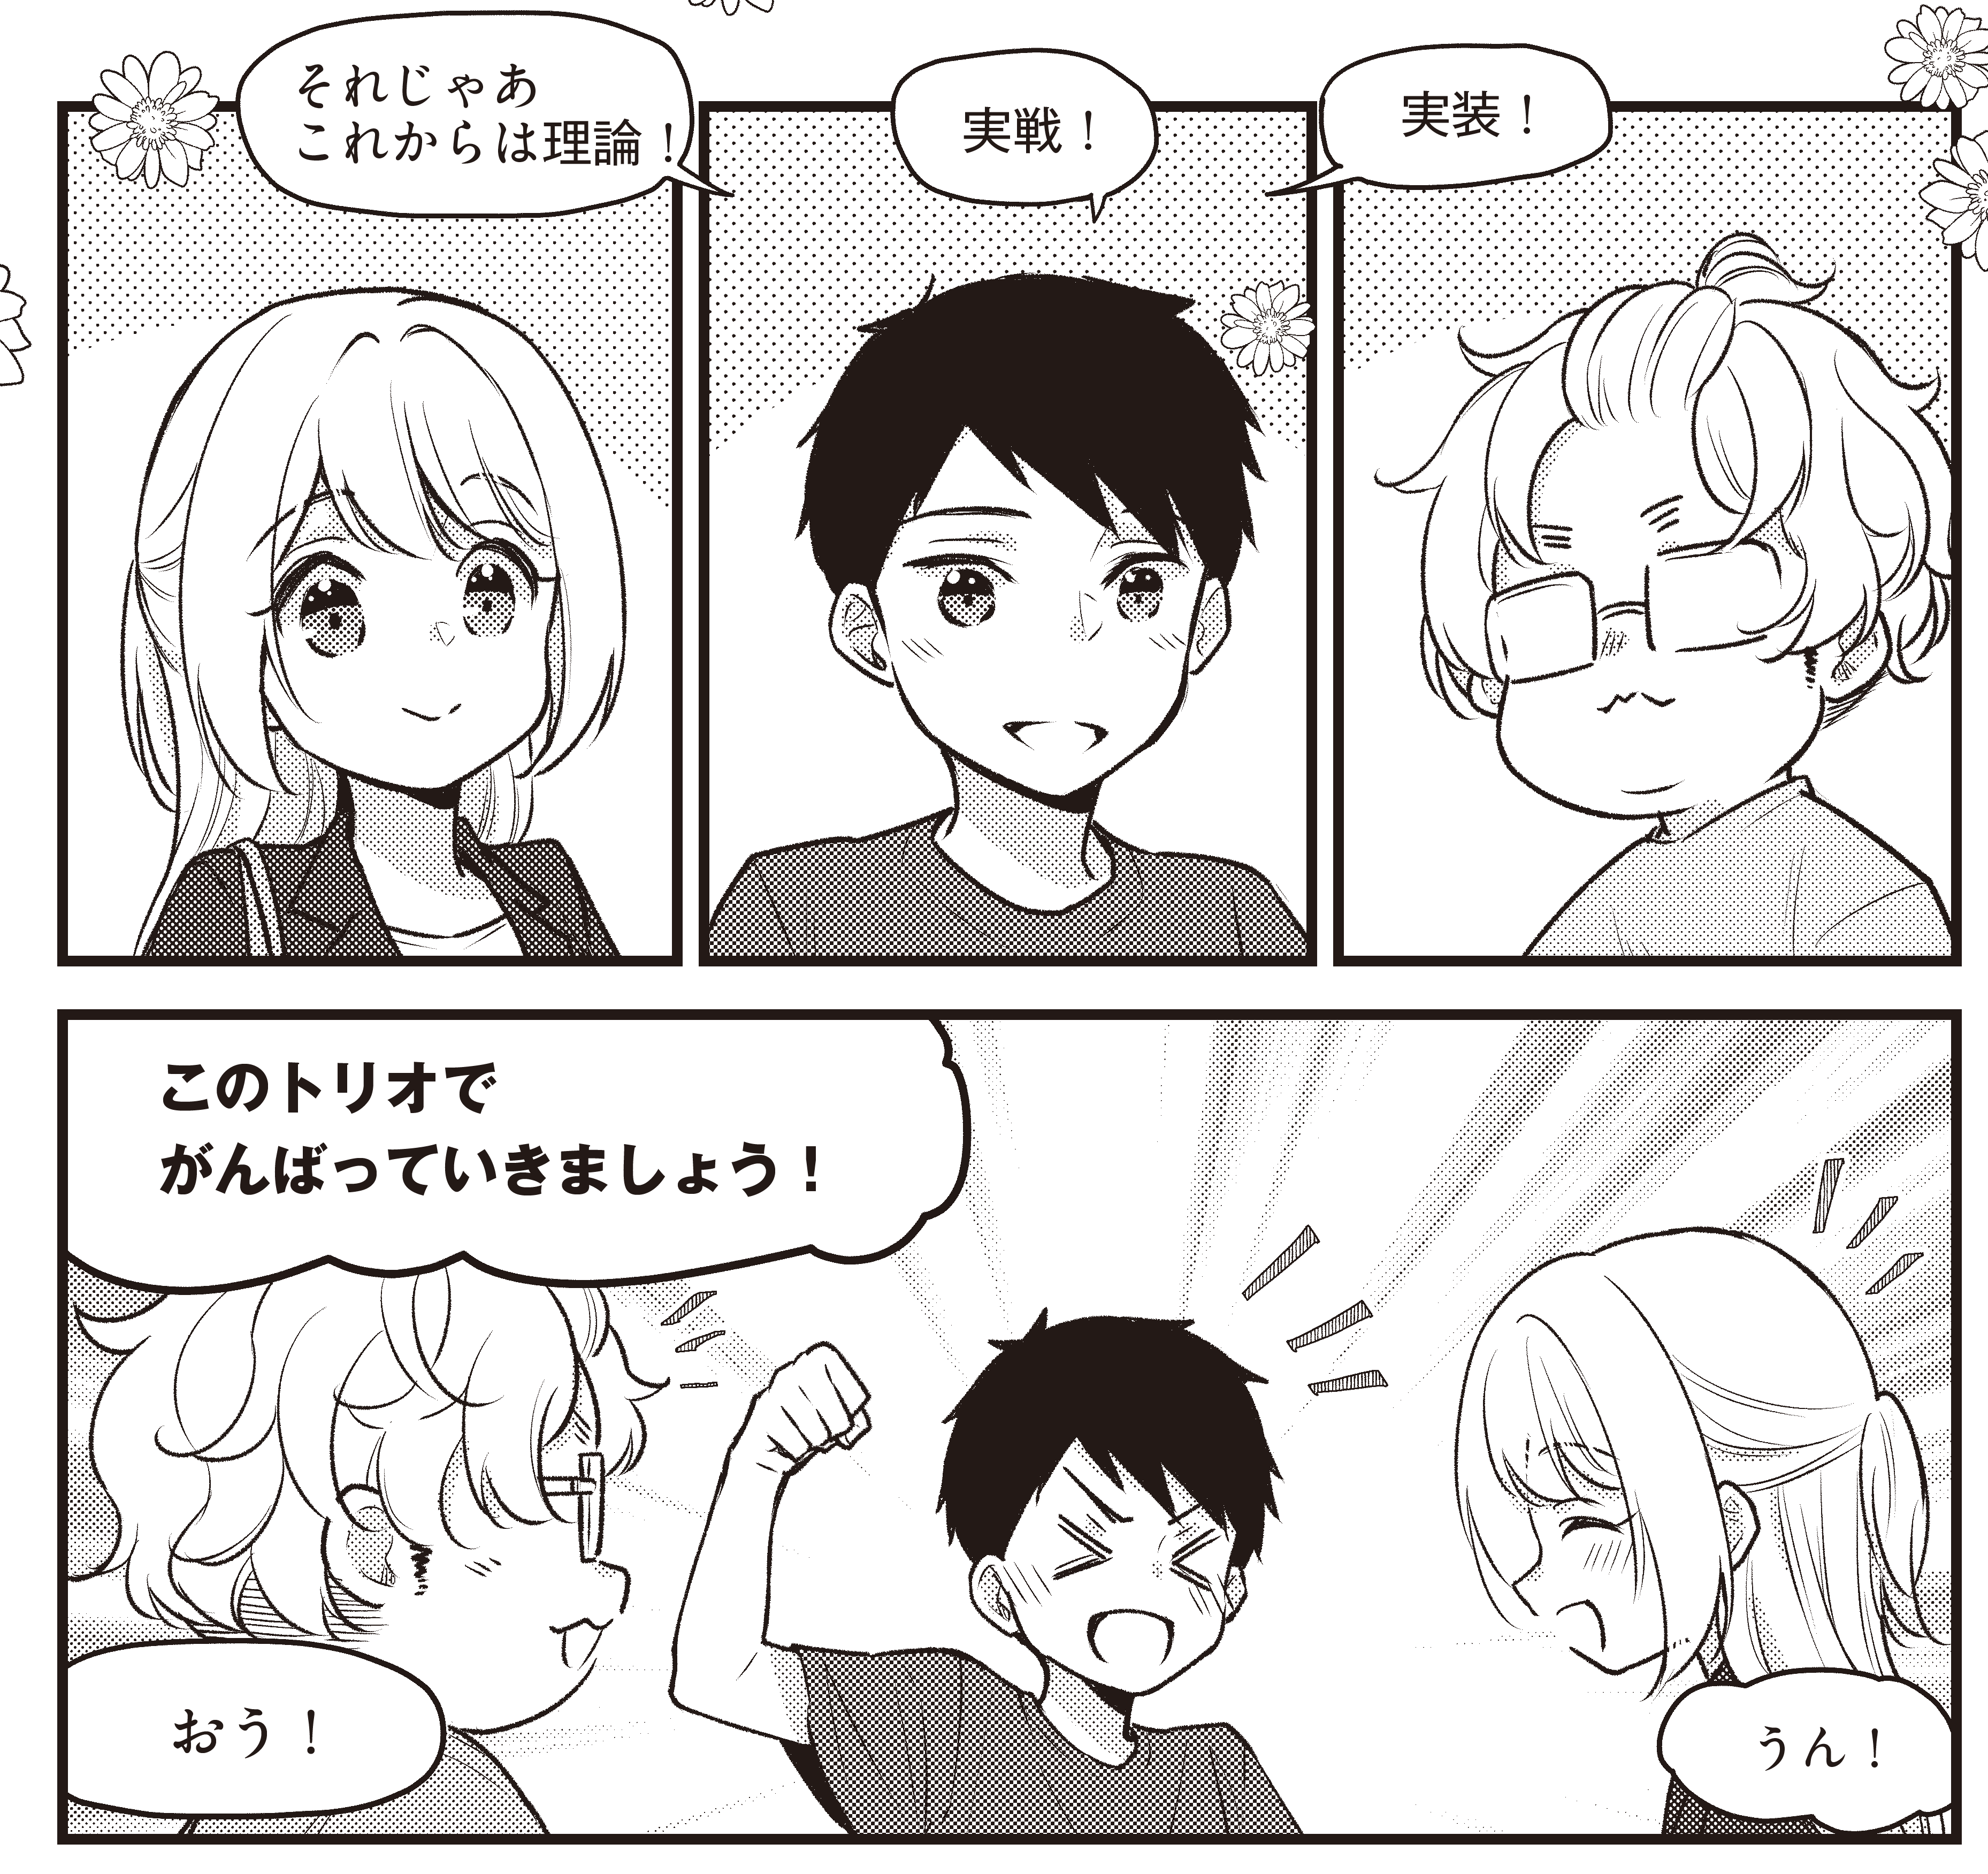 それじゃあ
これからは理論！
実戦！
実装！
このトリオで
がんばっていきましょう！
おう！
うん！